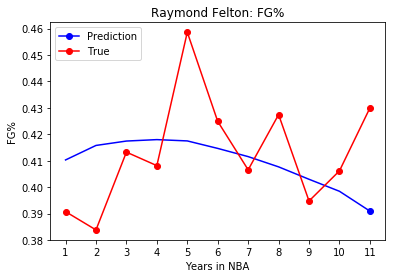 Raymond Felton: FG%
Prediction
True
0.46
0.45
0.44
0.43
0.42
0.41
0.40
0.39
0.38
FG%
1 2 3 4 5 6 7 8 9 10 11
Years in NBA